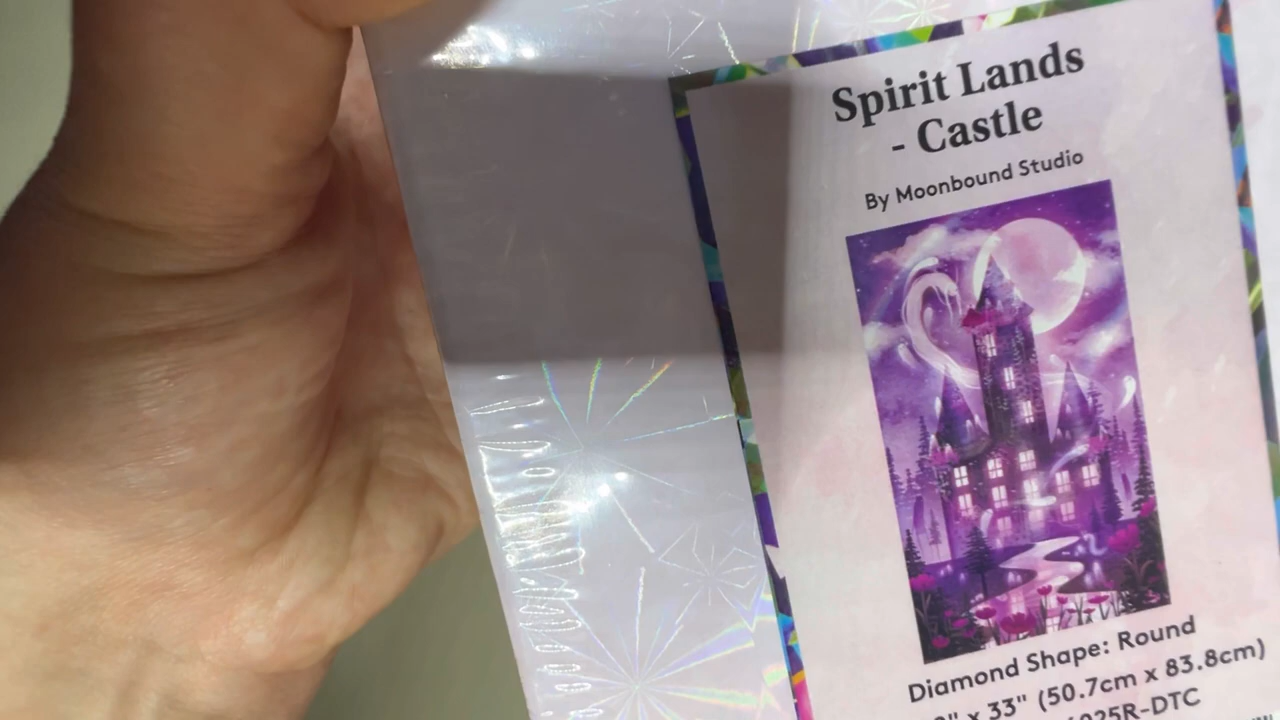 Spirit Lands
- Castle
By Moonbound Studio
Diamond Shape: Round
x 33" (50.7cm x 83.8cm)